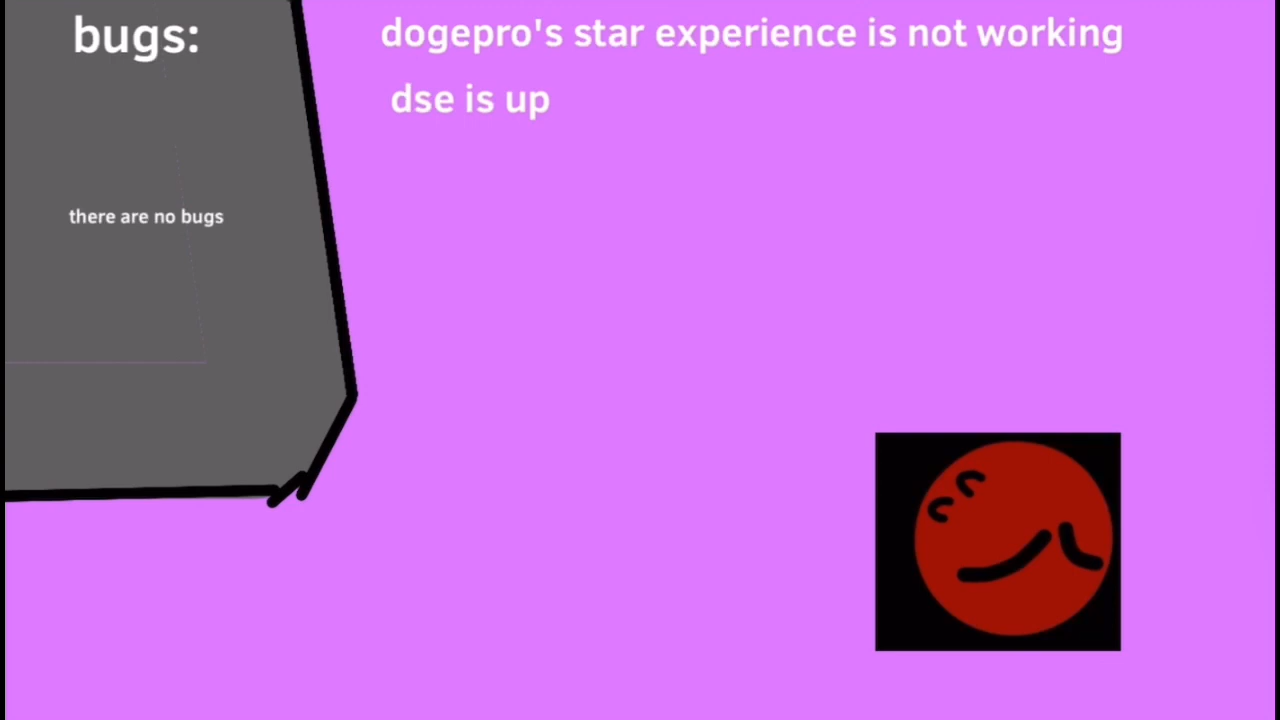 bugs:
there are no bugs
dogepro's star experience is not working
dse is up